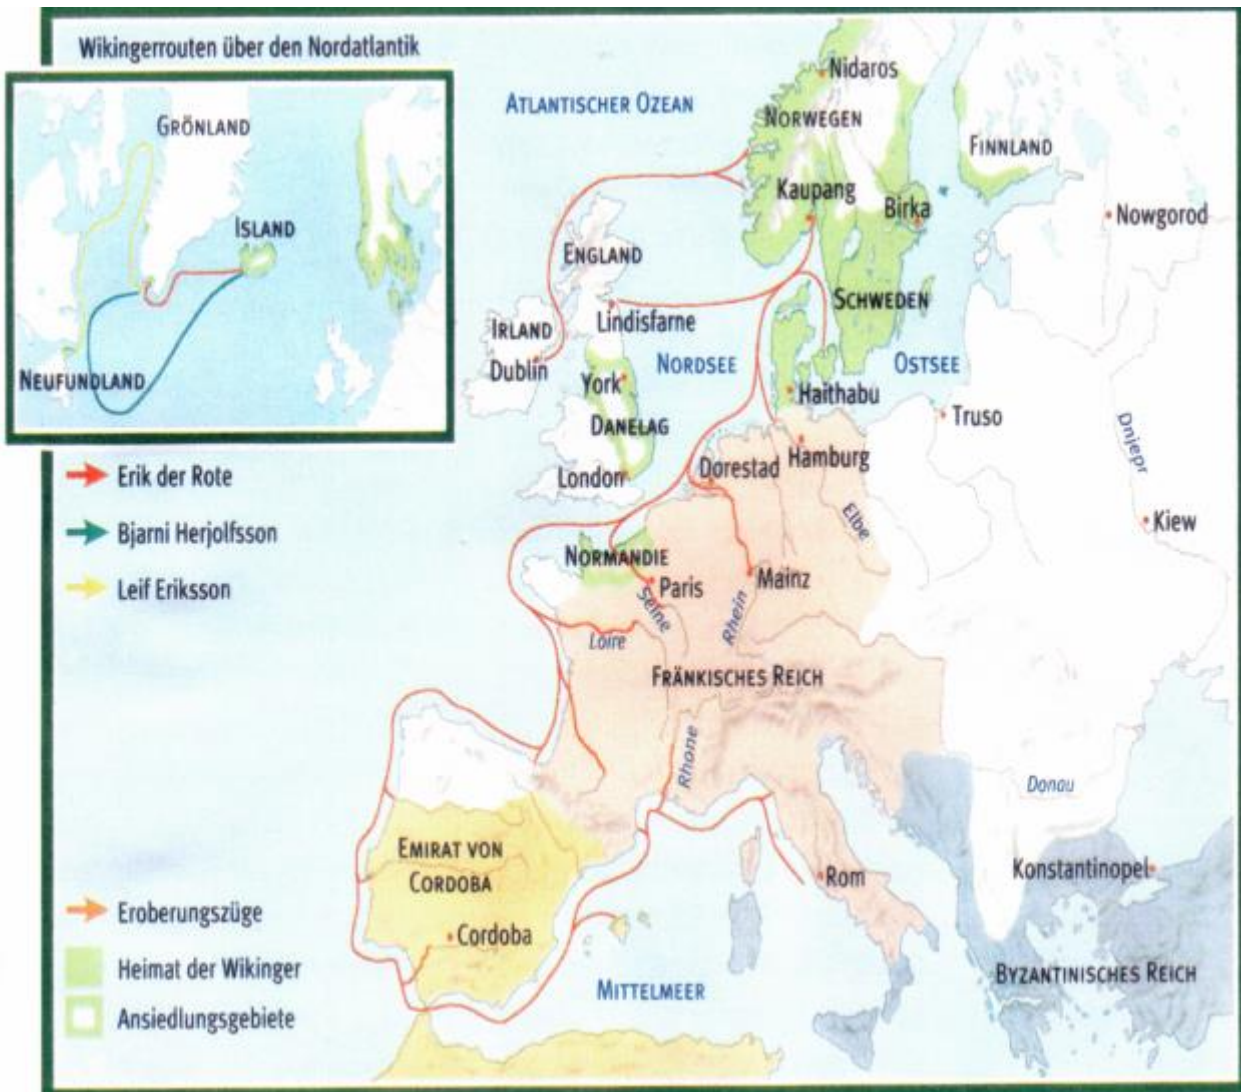 Wikingerrouten über den Nordatlantik
GRÖNLAND
ISLAND
NEUFUNDLAND
Erik der Rote
Bjarni Herjolfsson
Leif Eriksson
Eroberungszüge
Heimat der Wikinger
Ansiedlungsgebiete
ATLANTISCHER OZEAN
Nidaros
NORWEGEN
FINNLAND
Kaupang
Birka
Nowgorod
ENGLAND
SCHWEDEN
Lindisfarne
IRLAND
Dublin
NORDSEE
OSTSEE
York
Haithabu
Truso
DANELAG
Dnjepr
Hamburg
Dorestad
London
Elbe
Kiew
NORMANDIE
Paris
Mainz
Seine
Rhein
Loire
FRÄNKISCHES REICH
Rhone
Donau
EMIRAT VON
CORDOBA
Rom
Konstantinopel
Cordoba
MITTELMEER
BYZANTINISCHES REICH